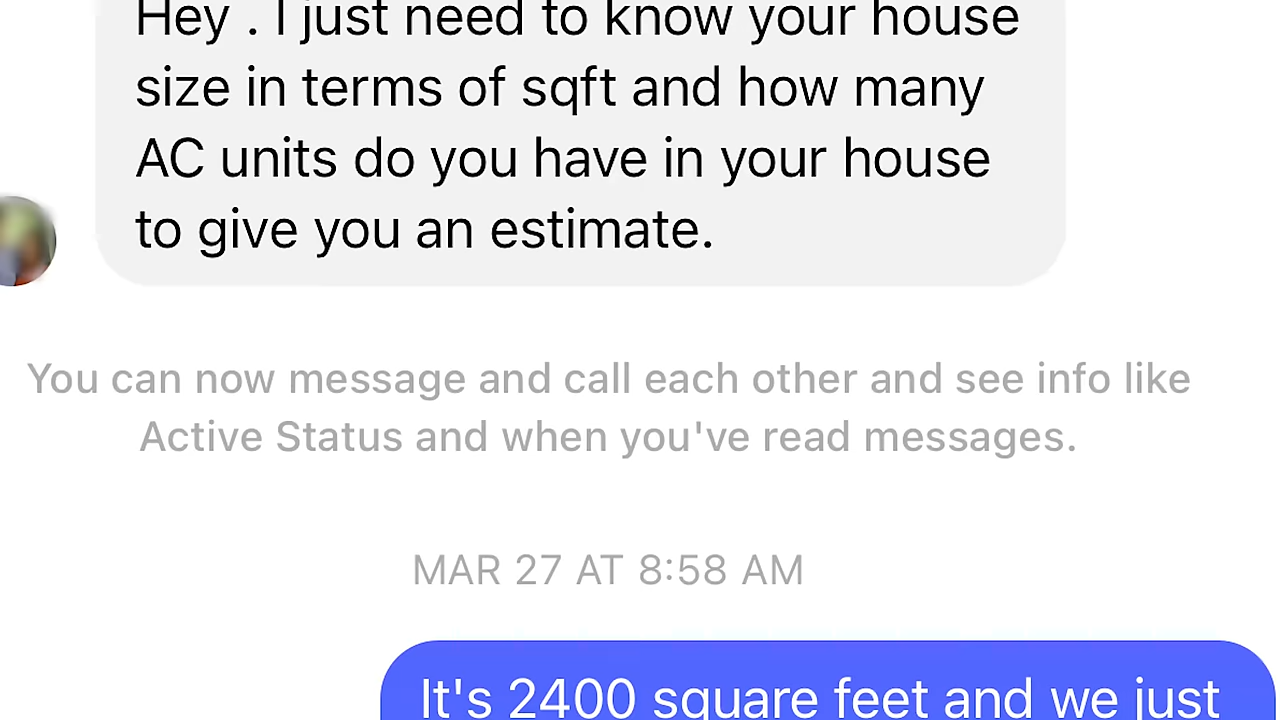 Hey . I just need to know your house
size in terms of sqft and how many
AC units do you have in your house
to give you an estimate.
You can now message and call each other and see info like
Active Status and when you've read messages.
MAR 27 AT 8:58 AM
It's 2400 square feet and we just